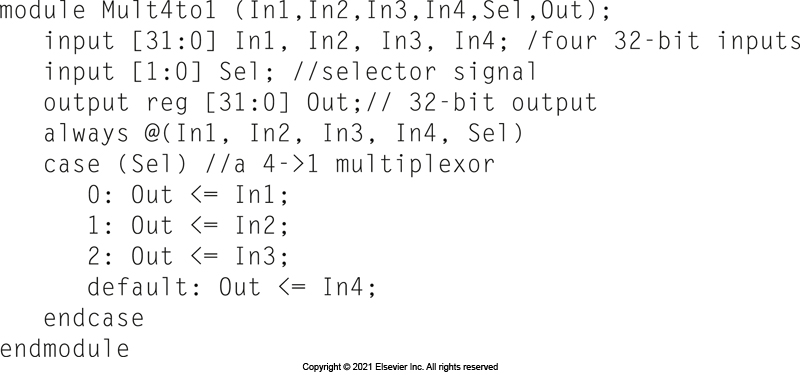 module Mult4to1 (In1,In2,In3,In4,Sel,Out);
   input [31:0] In1, In2, In3, In4; /four 32-bit inputs
   input [1:0] Sel; //selector signal
   output reg [31:0] Out;// 32-bit output
   always @(In1, In2, In3, In4, Sel)
   case (Sel) //a 4->1 multiplexor
      0: Out <= In1;
      1: Out <= In2;
      2: Out <= In3;
      default: Out <= In4;
   endcase
endmodule
Copyright © 2021 Elsevier Inc. All rights reserved